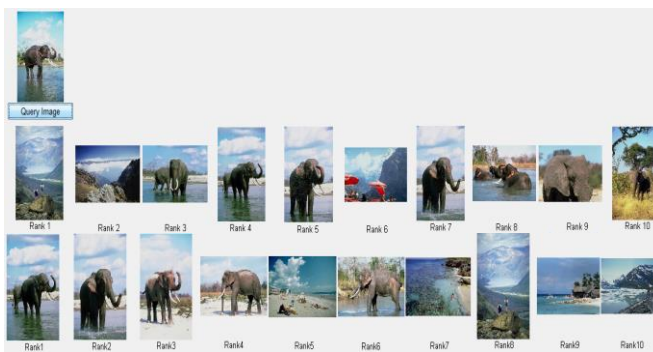 Query Image
Rank 1 Rank 2 Rank 3 Rank 4 Rank 5 Rank 6 Rank 7 Rank 8 Rank 9 Rank 10
Rank1 Rank2 Rank3 Rank4 Rank5 Rank6 Rank7 Rank8 Rank9 Rank10